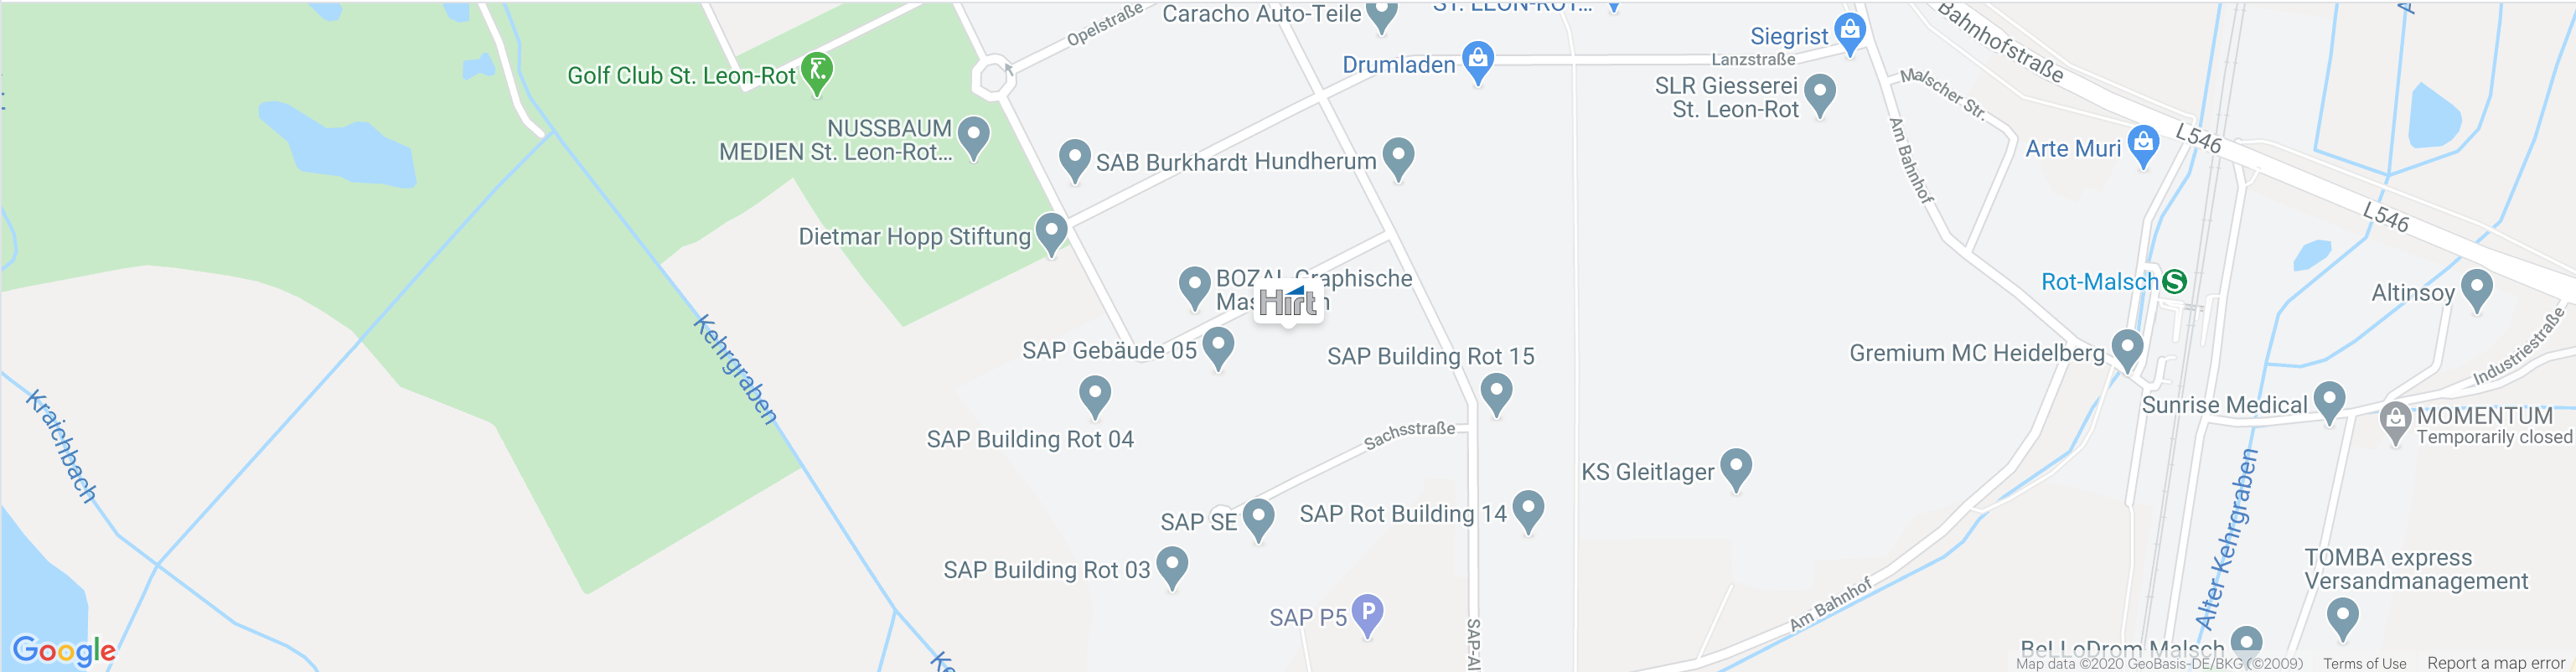 Caracho Auto-Teile
Opelstraße
Bahnhofstraße
Siegrist
Golf Club St. Leon-Rot
Drumladen
Lanzstraße
SLR Giesserei
St. Leon-Rot
Malscher Str.
NUSSBAUM
MEDIEN St. Leon-Rot...
SAB Burkhardt
Hundherum
Am Bahnhof
Arte Muri
L546
L546
Dietmar Hopp Stiftung
BOZAL Graphische
Hirt
Rot-Malsch
S
Altinsoy
Kehrgraben
SAP Gebäude 05
SAP Building Rot 15
Gremium MC Heidelberg
Industriestraße
Kraichbach
SAP Building Rot 04
Sachsstraße
Sunrise Medical
MOMENTUM
Temporarily closed
KS Gleitlager
Alter Kehrgraben
SAP SE
SAP Rot Building 14
SAP Building Rot 03
TOMBA express
Versandmanagement
SAP P5
P
Am Bahnhof
BeLLoDrom Malsch
Google
Map data ©2020 GeoBasis-DE/BKG (©2009)
Terms of Use
Report a map error